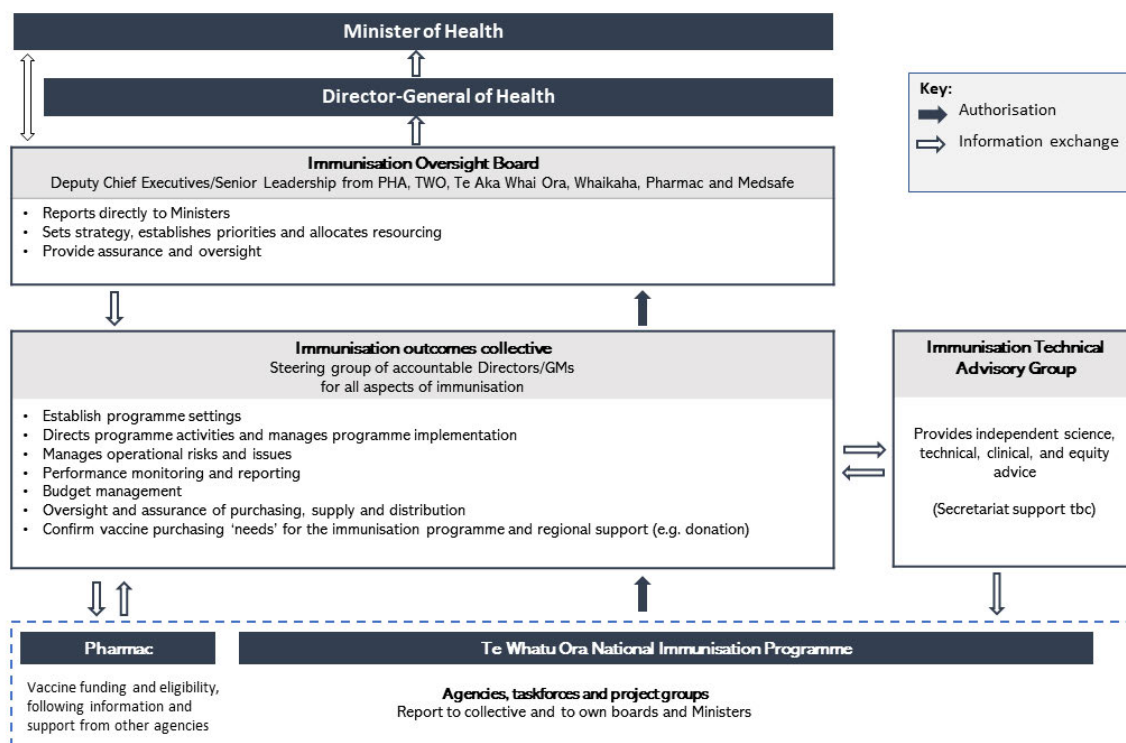 Minister of Health
Director-General of Health
Key:
Authorisation
Information exchange
Immunisation Oversight Board
Deputy Chief Executives/Senior Leadership from PHA, TWO, Te Aka Whai Ora, Whaikaha, Pharmac and Medsafe
• Reports directly to Ministers
• Sets strategy, establishes priorities and allocates resourcing
• Provide assurance and oversight
Immunisation outcomes collective
Steering group of accountable Directors/GMs
for all aspects of immunisation
• Establish programme settings
• Directs programme activities and manages programme implementation
• Manages operational risks and issues
• Performance monitoring and reporting
• Budget management
• Oversight and assurance of purchasing, supply and distribution
• Confirm vaccine purchasing ‘needs’ for the immunisation programme and regional support (e.g. donation)
Immunisation Technical
Advisory Group
Provides independent science,
technical, clinical, and equity
advice
(Secretariat support tbc)
Pharmac
Vaccine funding and eligibility,
following information and
support from other agencies
Te Whatu Ora National Immunisation Programme
Agencies, taskforces and project groups
Report to collective and to own boards and Ministers